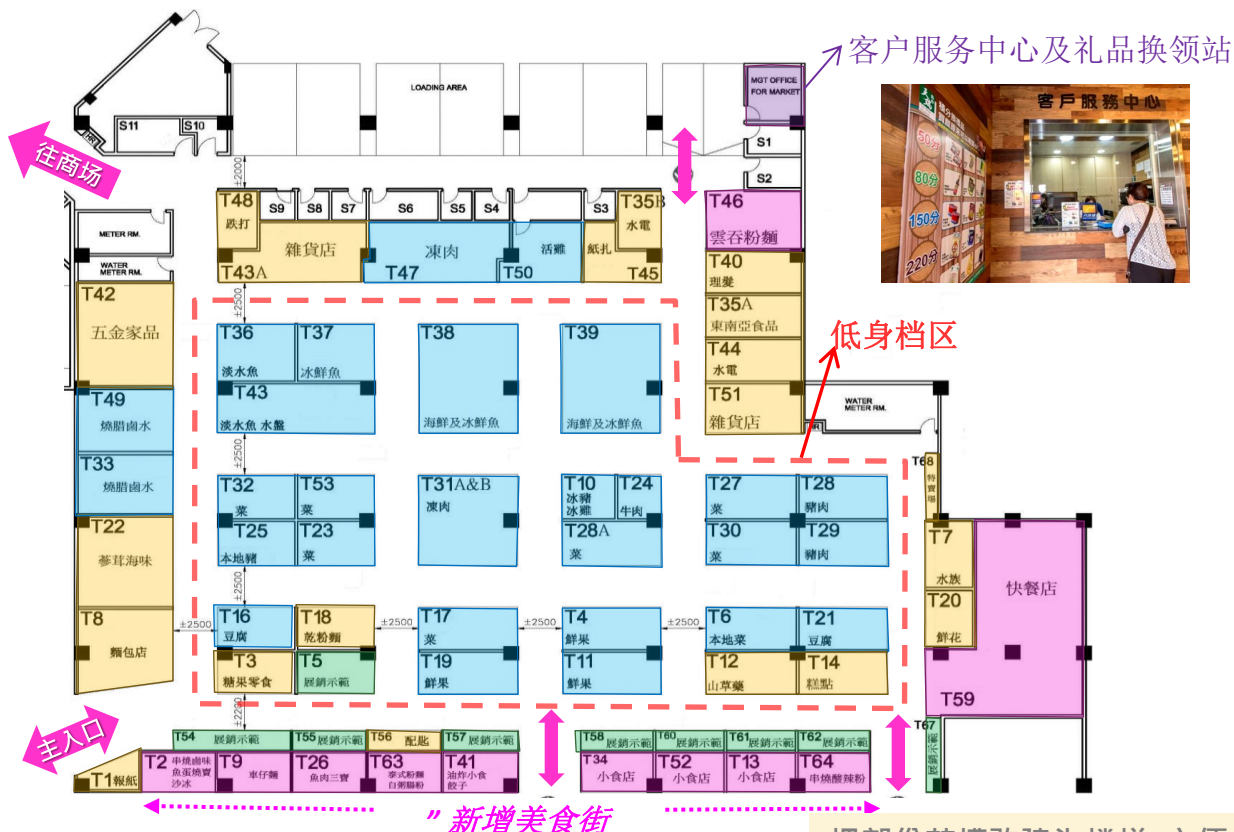 客户服务中心及礼品换领站
MGT OFFICE
FOR MARKET
LOADING AREA
客戶服務中心
50分
80分
150分
220分
S11
S10
HR
S1
S2
往商场
±2000
T48
跌打
S9
S8
S7
S6
S5
S4
S3
T35B
水電
T46
雲吞粉麵
METER RM.
WATER
METER RM.
T43A
雜貨店
凍肉
T47
T50
活雞
紙扎
T45
T40
理髮
T42
五金家品
±2500
T35A
東南亞食品
T36
淡水魚
T37
冰鮮魚
T38
海鮮及冰鮮魚
T39
海鮮及冰鮮魚
低身档区
T44
水電
T43
淡水魚 水盤
T51
雜貨店
T49
燒腊鹵水
WATER
METER RM.
HR
±2500
T33
燒腊鹵水
T68
特賣場
T32
菜
T53
菜
T31A&B
凍肉
T10
冰豬
冰雞
T24
牛肉
T27
菜
T28
豬肉
T22
蔘茸海味
T25
本地豬
T23
菜
T28A
菜
T30
菜
T29
豬肉
T7
水族
快餐店
±2500
T20
鮮花
T8
麵包店
±2500
T16
豆腐
T18
乾粉麵
±2500
T17
菜
±2500
T4
鮮果
±2500
T6
本地菜
T21
豆腐
T3
糖果零食
T5
展銷示範
T19
鮮果
T11
鮮果
T12
山草藥
T14
糕點
T59
±2200
主入口
T54
展銷示範
T55
展銷示範
T56
配匙
T57
展銷示範
T58
展銷示範
T60
展銷示範
T61
展銷示範
T62
展銷示範
T67
展銷示範
T1報紙
T2
串燒鹵味
魚蛋燒賣
沙冰
T9
車仔麵
T26
魚肉三寶
T63
泰式粉麵
白粥腸粉
T41
油炸小食
餃子
T34
小食店
T52
小食店
T13
小食店
T64
串燒酸辣粉
"新增美食街